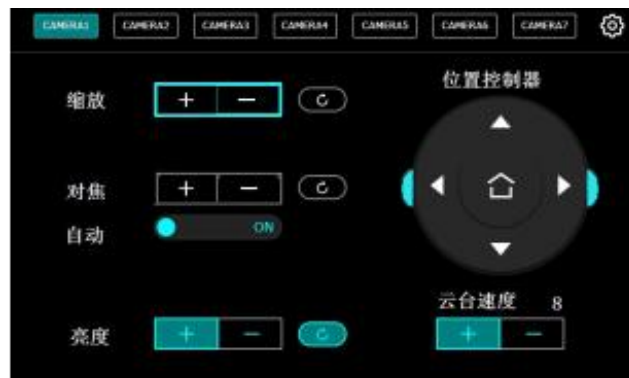 CAMERA1 CAMERA2 CAMERA3 CAMERA4 CAMERA5 CAMERA6 CAMERA7
位置控制器
缩放 + −
对焦 + −
自动 ON
云台速度 8
亮度 + − + −